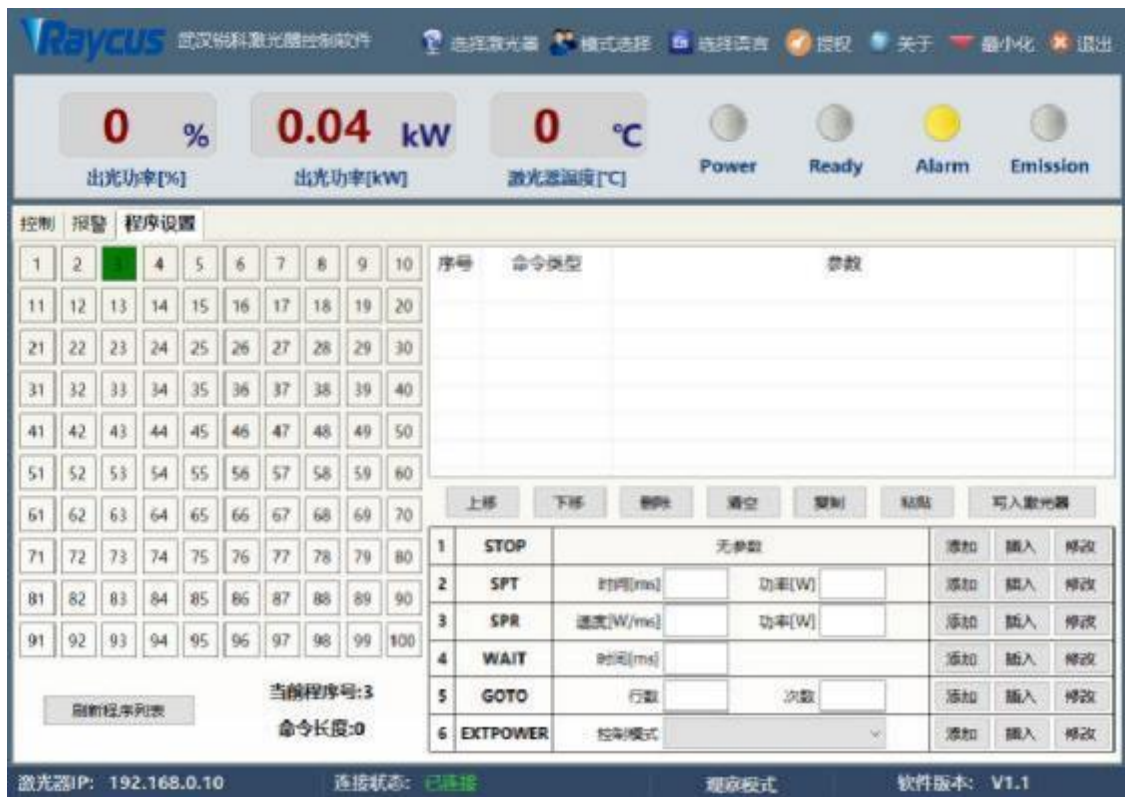 Raycus 武汉锐科激光器控制软件 选择激光器 模式选择 En 选择语言 授权 关于 最小化 退出
0 % 0.04 kW 0 ℃
出光功率[%] 出光功率[kW] 激光器温度[℃] Power Ready Alarm Emission
控制 报警 程序设置
1 2 3 4 5 6 7 8 9 10 序号 命令类型 参数
11 12 13 14 15 16 17 18 19 20
21 22 23 24 25 26 27 28 29 30
31 32 33 34 35 36 37 38 39 40
41 42 43 44 45 46 47 48 49 50
51 52 53 54 55 56 57 58 59 60
上移 下移 删除 清空 复制 粘贴 写入激光器
61 62 63 64 65 66 67 68 69 70
1 STOP 无参数 添加 插入 修改
71 72 73 74 75 76 77 78 79 80
2 SPT 时间[ms] 功率[W] 添加 插入 修改
81 82 83 84 85 86 87 88 89 90
3 SPR 速度[W/ms] 功率[W] 添加 插入 修改
91 92 93 94 95 96 97 98 99 100
4 WAIT 时间[ms] 添加 插入 修改
刷新程序列表 当前程序号:3
5 GOTO 行数 次数 添加 插入 修改
命令长度:0
6 EXTPOWER 控制模式 添加 插入 修改
激光器IP: 192.168.0.10 连接状态: 已连接 观察模式 软件版本: V1.1